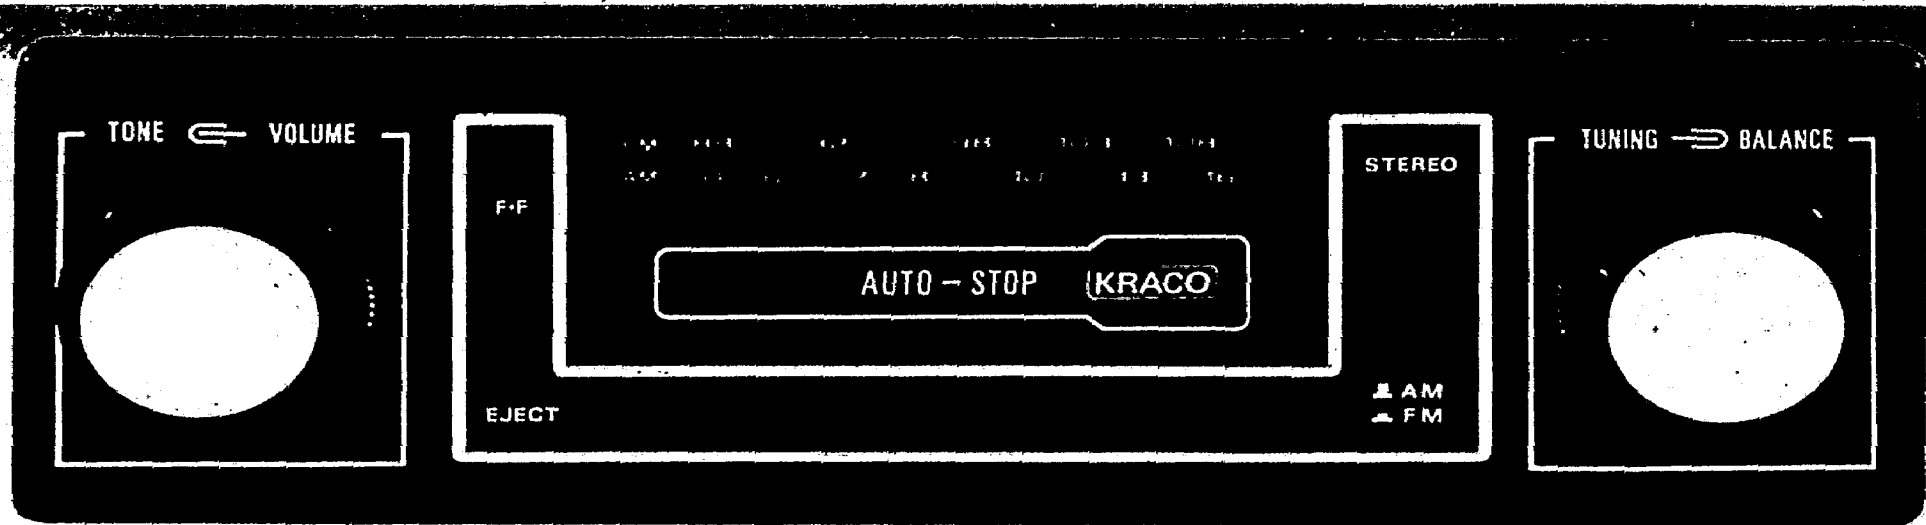 TONE VOLUME
TUNING BALANCE
STEREO
F·F
AUTO – STOP KRACO
AM
EJECT
FM